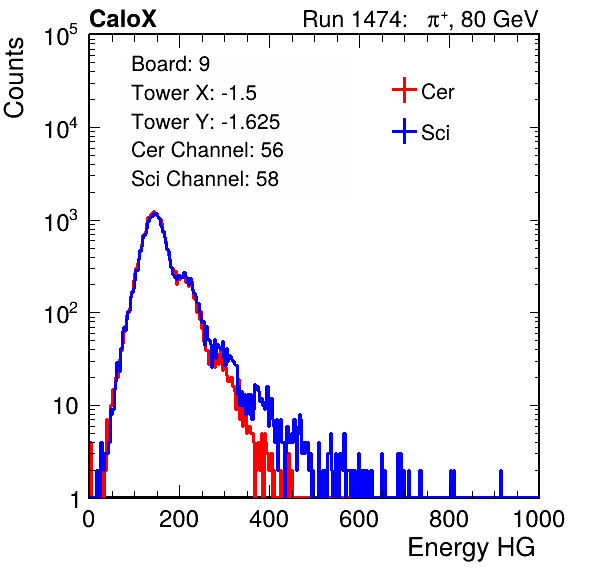 CaloX Run 1474: π⁺, 80 GeV
Counts
10⁵
10⁴
10³
10²
10
1
Board: 9
Tower X: -1.5
Tower Y: -1.625
Cer Channel: 56
Sci Channel: 58
Cer
Sci
0 200 400 600 800 1000
Energy HG